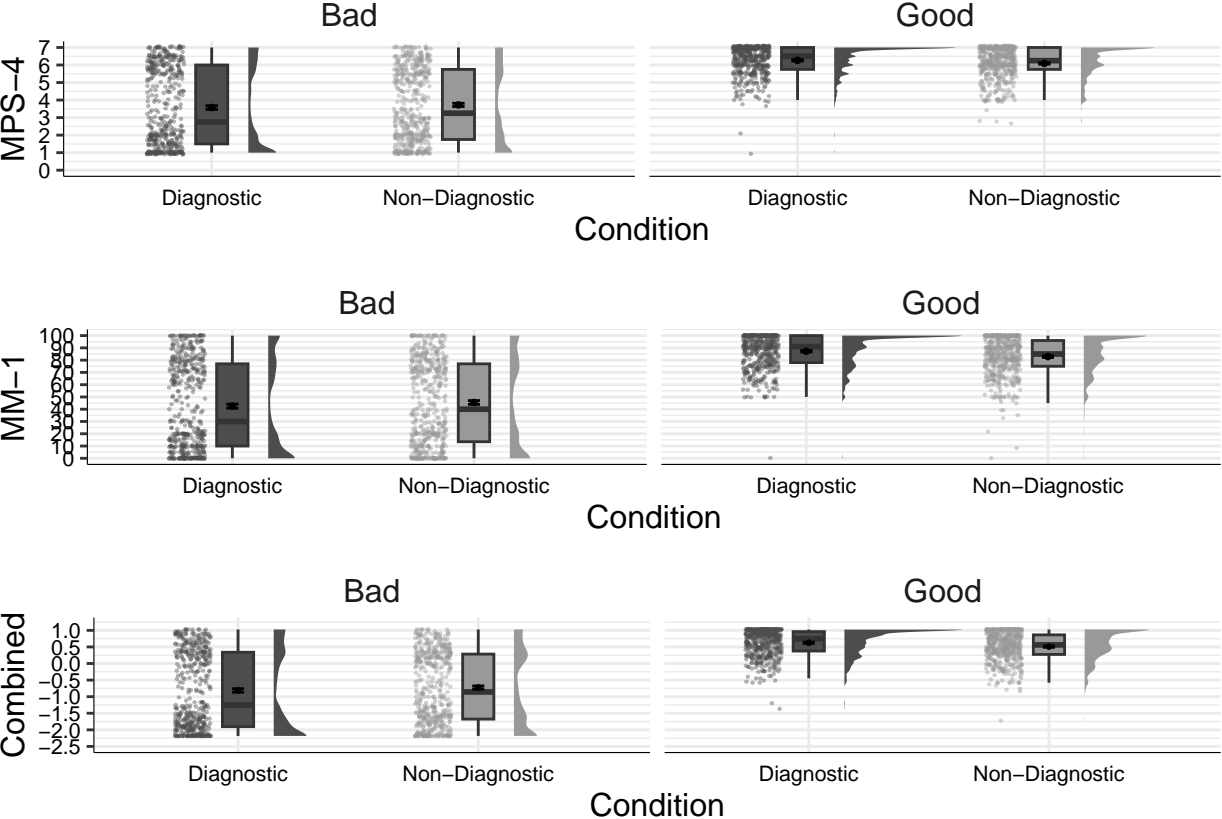 Bad Good
MPS−4
7
6
5
4
3
2
1
0
Diagnostic Non−Diagnostic Diagnostic Non−Diagnostic
Condition
Bad Good
MM−1
100
90
80
70
60
50
40
30
20
10
0
Diagnostic Non−Diagnostic Diagnostic Non−Diagnostic
Condition
Bad Good
Combined
1.0
0.5
0.0
−0.5
−1.0
−1.5
−2.0
−2.5
Diagnostic Non−Diagnostic Diagnostic Non−Diagnostic
Condition